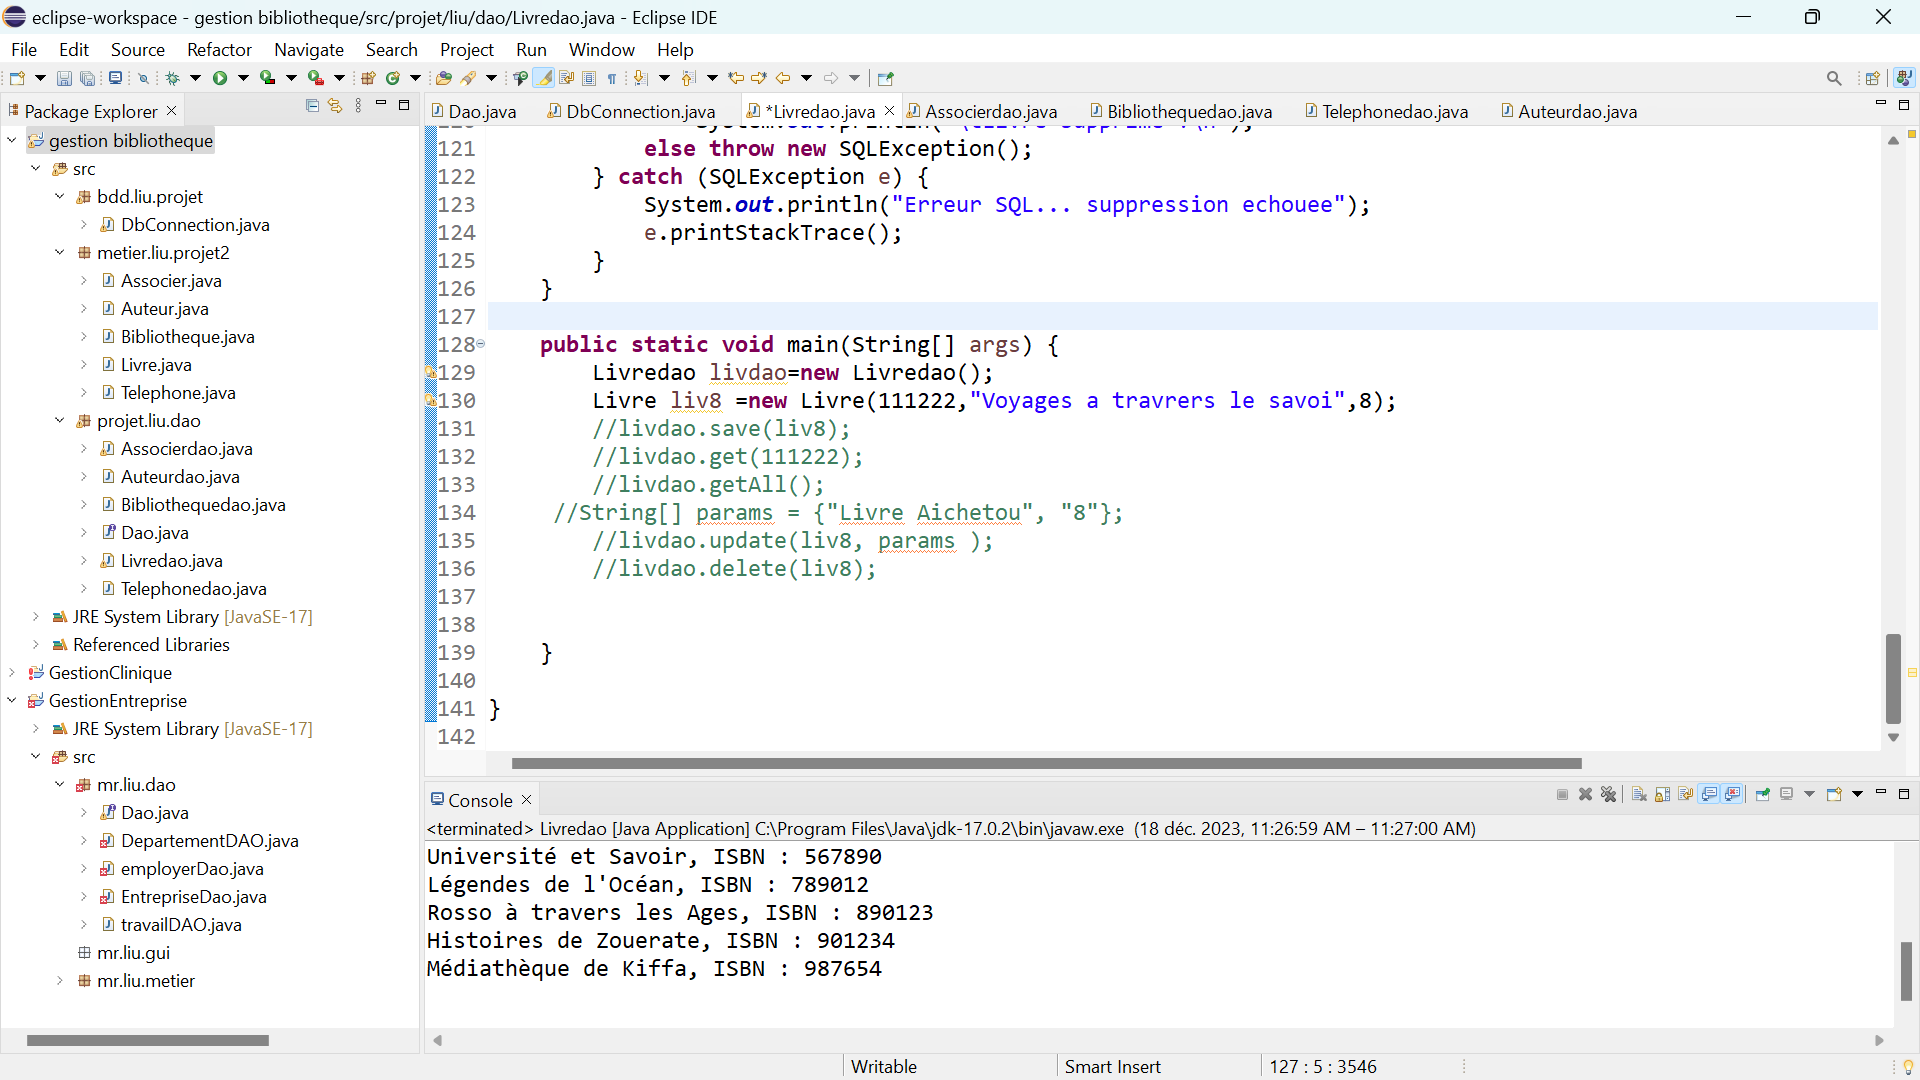 eclipse-workspace - gestion bibliotheque/src/projet/liu/dao/Livredao.java - Eclipse IDE
File Edit Source Refactor Navigate Search Project Run Window Help
Package Explorer
gestion bibliotheque
src
bdd.liu.projet
DbConnection.java
metier.liu.projet2
Associer.java
Auteur.java
Bibliotheque.java
Livre.java
Telephone.java
projet.liu.dao
Associerdao.java
Auteurdao.java
Bibliothequedao.java
Dao.java
Livredao.java
Telephonedao.java
JRE System Library [JavaSE-17]
Referenced Libraries
GestionClinique
GestionEntreprise
JRE System Library [JavaSE-17]
src
mr.liu.dao
Dao.java
DepartementDAO.java
employerDao.java
EntrepriseDao.java
travailDAO.java
mr.liu.gui
mr.liu.metier
Dao.java DbConnection.java *Livredao.java Associerdao.java Bibliothequedao.java Telephonedao.java Auteurdao.java
121 else throw new SQLException();
122 } catch (SQLException e) {
123 System.out.println("Erreur SQL... suppression echouee");
124 e.printStackTrace();
125 }
126 }
127
128 public static void main(String[] args) {
129 Livredao livdao=new Livredao();
130 Livre liv8 =new Livre(111222,"Voyages a travrers le savoi",8);
131 //livdao.save(liv8);
132 //livdao.get(111222);
133 //livdao.getAll();
134 //String[] params = {"Livre Aichetou", "8"};
135 //livdao.update(liv8, params );
136 //livdao.delete(liv8);
137
138
139 }
140
141 }
142
Console
<terminated> Livredao [Java Application] C:\Program Files\Java\jdk-17.0.2\bin\javaw.exe (18 déc. 2023, 11:26:59 AM – 11:27:00 AM)
Université et Savoir, ISBN : 567890
Légendes de l'Océan, ISBN : 789012
Rosso à travers les Ages, ISBN : 890123
Histoires de Zouerate, ISBN : 901234
Médiathèque de Kiffa, ISBN : 987654
Writable Smart Insert 127 : 5 : 3546